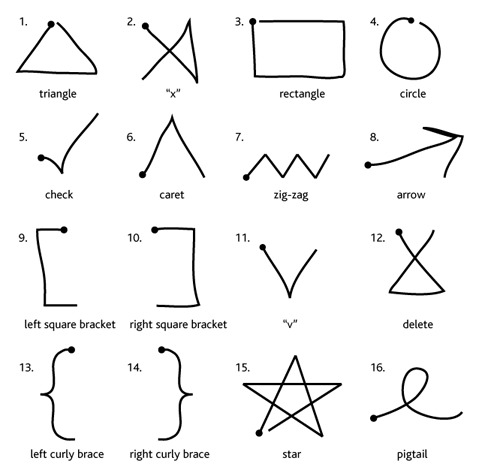 1. 2. 3. 4.
triangle “x” rectangle circle
5. 6. 7. 8.
check caret zig-zag arrow
9. 10. 11. 12.
left square bracket right square bracket “v” delete
13. 14. 15. 16.
left curly brace right curly brace star pigtail